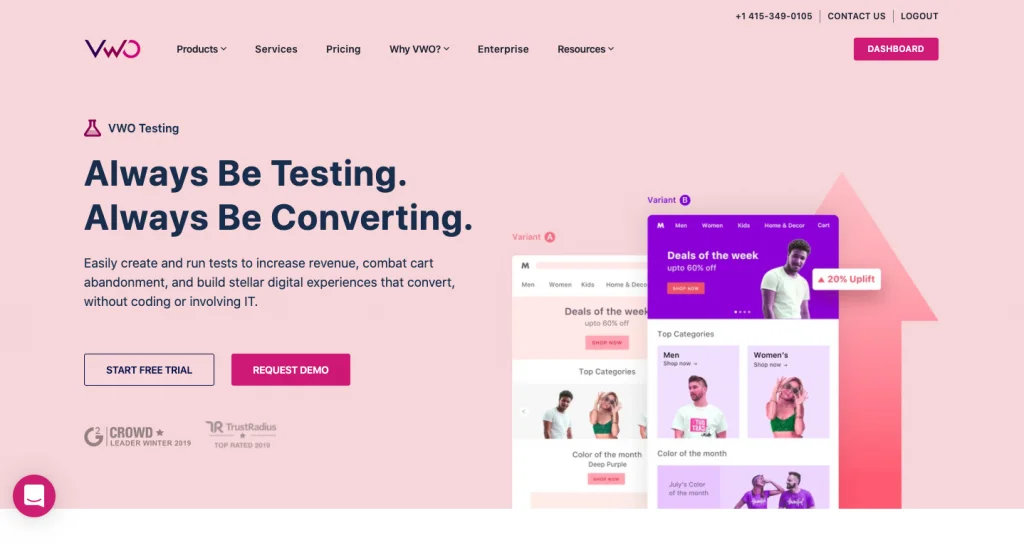 +1 415-349-0105 CONTACT US LOGOUT
VWO Products Services Pricing Why VWO? Enterprise Resources DASHBOARD
VWO Testing
Always Be Testing.
Always Be Converting.
Easily create and run tests to increase revenue, combat cart
abandonment, and build stellar digital experiences that convert,
without coding or involving IT.
START FREE TRIAL REQUEST DEMO
G2 CROWD
LEADER WINTER 2019
TR TrustRadius
TOP RATED 2019
Variant A
M
Men Women Kids Home & Decor
Deals of the week
upto 60% off
SHOP NOW
Top Categories
Color of the month
Deep Purple
SHOP NOW
Variant B
M Men Women Kids Home & Decor Cart
Deals of the week
upto 60% off
SHOP NOW
20% Uplift
Top Categories
Men
Shop now →
Women's
Shop now →
Color of the month
July's Color
of the month